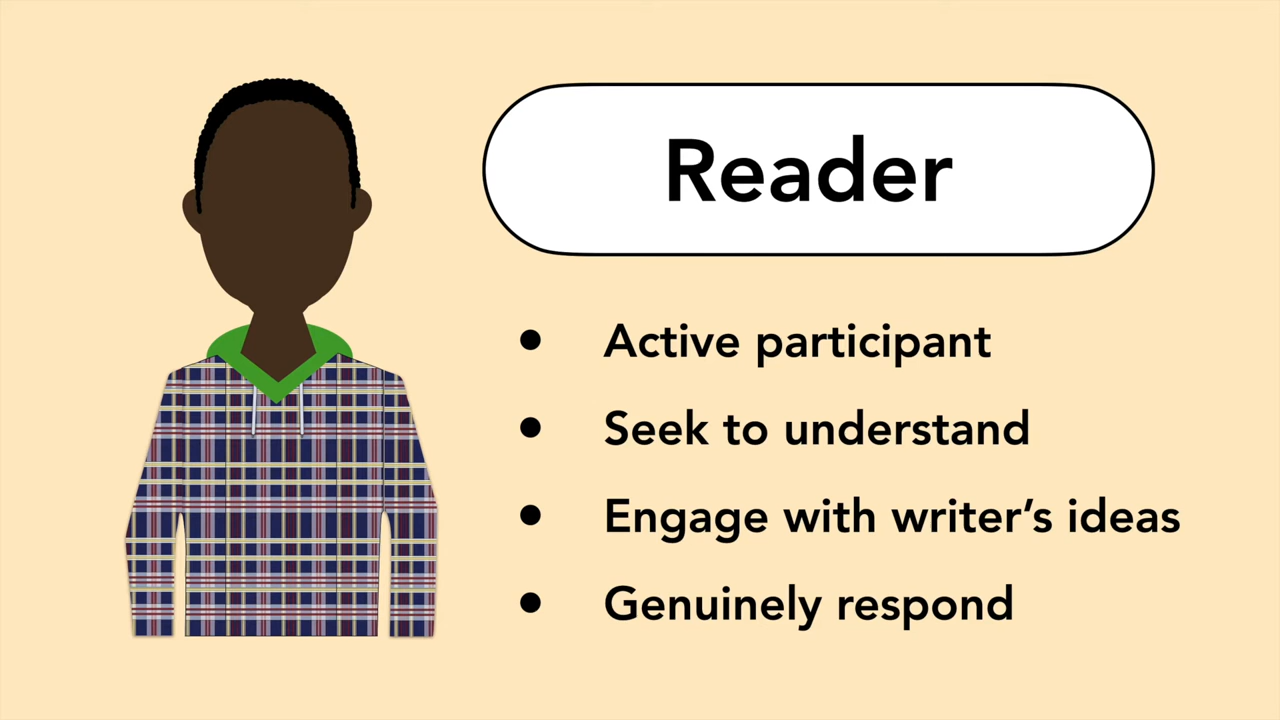 Reader
• Active participant
• Seek to understand
• Engage with writer’s ideas
• Genuinely respond